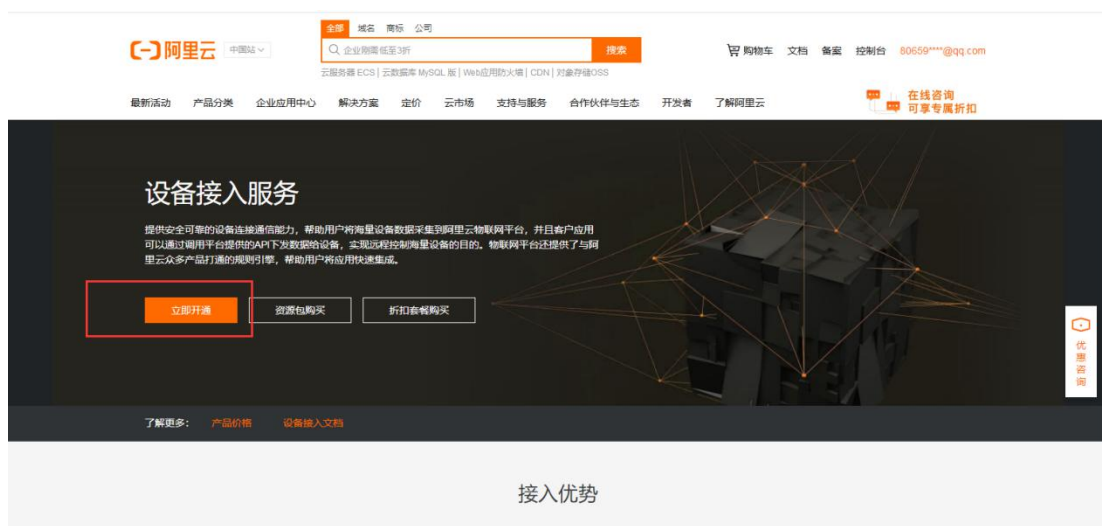 全部 域名 商标 公司
阿里云 中国站
企业刚需低至3折 搜索
购物车 文档 备案 控制台 80659****@qq.com
云服务器 ECS | 云数据库 MySQL 版 | Web应用防火墙 | CDN | 对象存储OSS
最新活动 产品分类 企业应用中心 解决方案 定价 云市场 支持与服务 合作伙伴与生态 开发者 了解阿里云
在线咨询
可享专属折扣
设备接入服务
提供安全可靠的设备连接通信能力，帮助用户将海量设备数据采集到阿里云物联网平台，并且客户应用
可以通过调用平台提供的API下发数据给设备，实现远程控制海量设备的目的。物联网平台还提供了与阿
里云众多产品打通的规则引擎，帮助用户将应用快速集成。
立即开通 资源包购买 折扣套餐购买
优惠咨询
了解更多： 产品价格 设备接入文档
接入优势